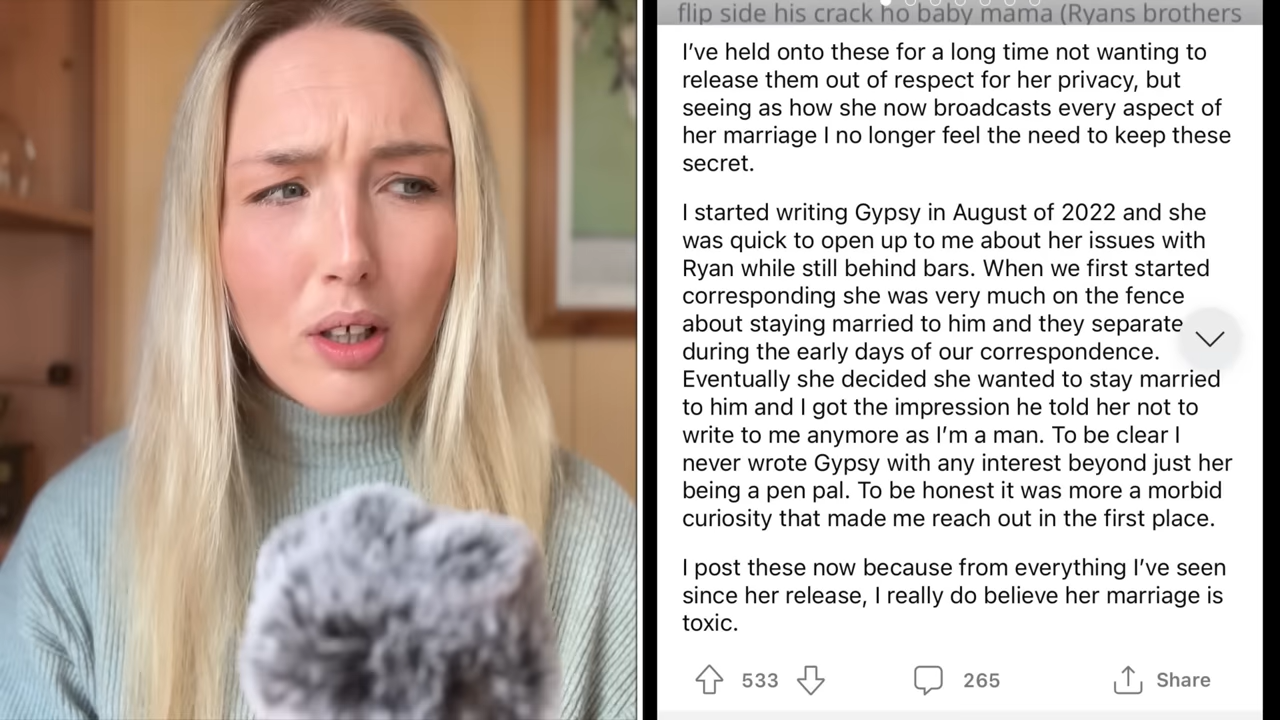 flip side his crack ho baby mama (Ryans brothers
I’ve held onto these for a long time not wanting to
release them out of respect for her privacy, but
seeing as how she now broadcasts every aspect of
her marriage I no longer feel the need to keep these
secret.
I started writing Gypsy in August of 2022 and she
was quick to open up to me about her issues with
Ryan while still behind bars. When we first started
corresponding she was very much on the fence
about staying married to him and they separate
during the early days of our correspondence.
Eventually she decided she wanted to stay married
to him and I got the impression he told her not to
write to me anymore as I’m a man. To be clear I
never wrote Gypsy with any interest beyond just her
being a pen pal. To be honest it was more a morbid
curiosity that made me reach out in the first place.
I post these now because from everything I’ve seen
since her release, I really do believe her marriage is
toxic.
533 265 Share